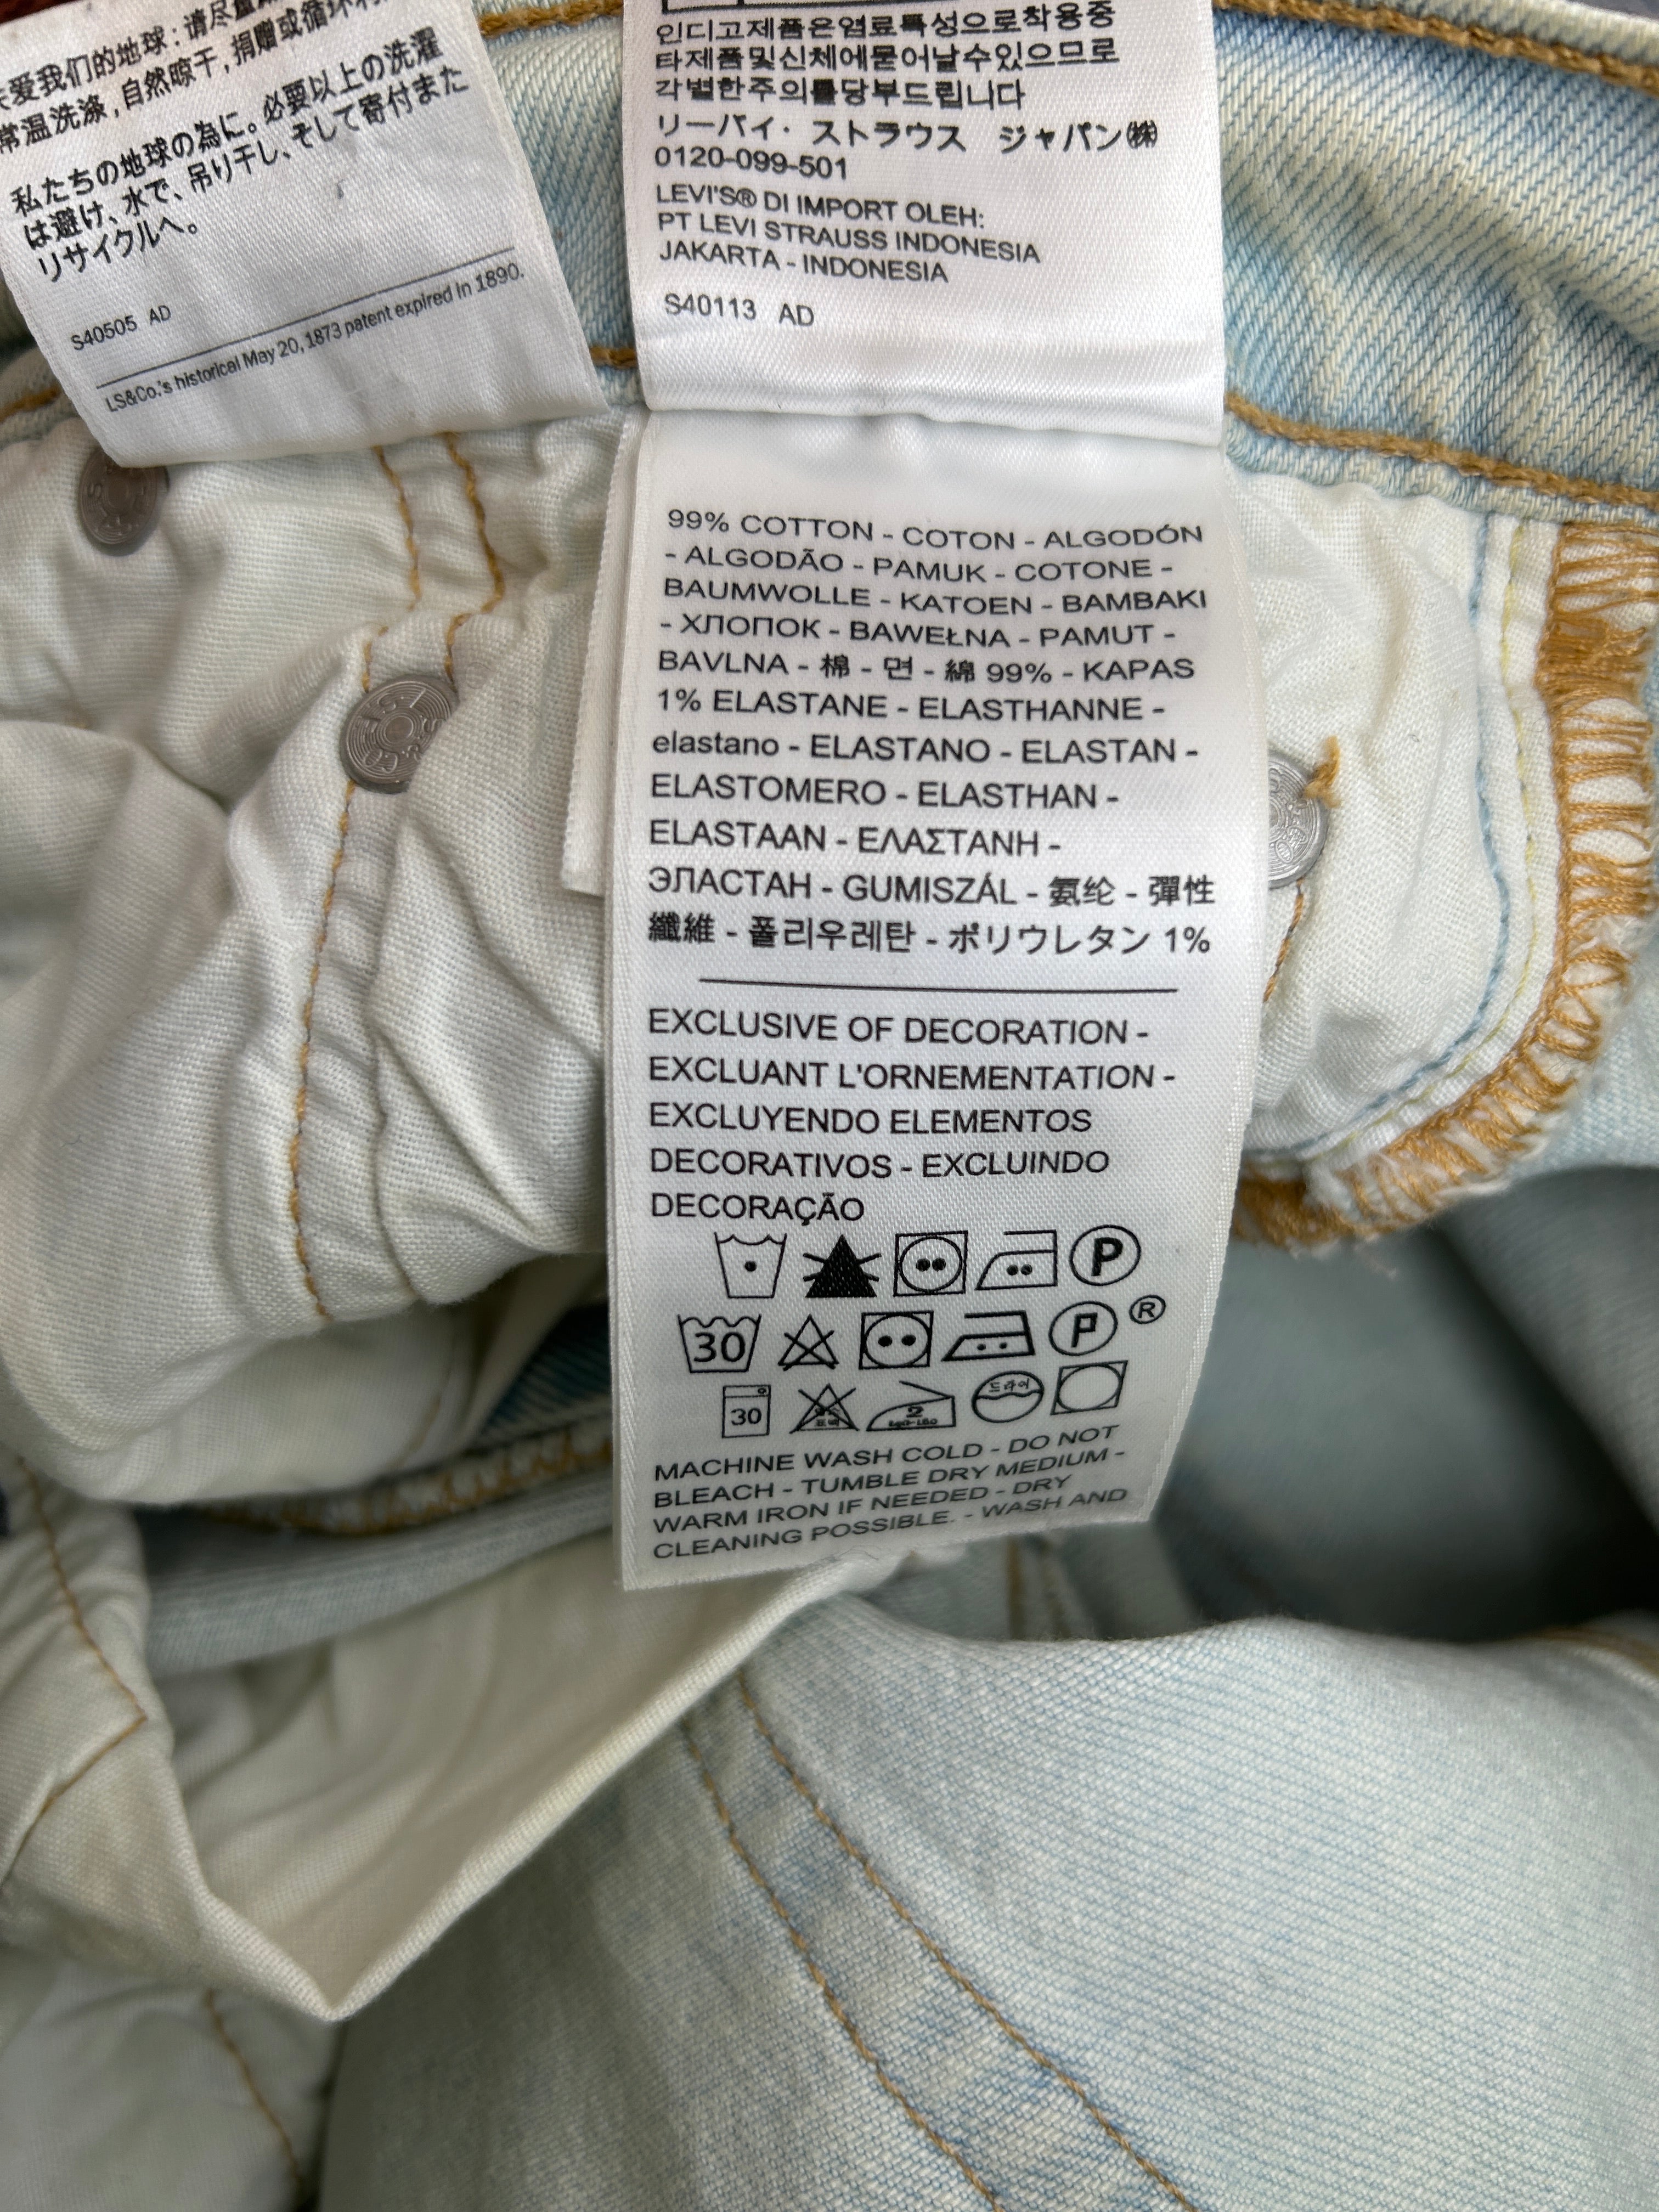 爱我们的地球:请尽量
常温洗涤,自然晾干,捐赠或循环利
私たちの地球の為に。必要以上の洗濯
は避け、水で、吊り干し、そして寄付また
リサイクルへ。
S40505 AD
LS&Co.'s historical May 20, 1873 patent expired in 1890.
인디고제품은염료특성으로착용중
타제품및신체에묻어날수있으므로
각별한주의를당부드립니다
リーバイ・ストラウス ジャパン㈱
0120-099-501
LEVI'S® DI IMPORT OLEH:
PT LEVI STRAUSS INDONESIA
JAKARTA - INDONESIA
S40113 AD
99% COTTON - COTON - ALGODÓN
- ALGODÃO - PAMUK - COTONE -
BAUMWOLLE - KATOEN - BAMBAKI
- ХЛОПОК - BAWEŁNA - PAMUT -
BAVLNA - 棉 - 면 - 綿 99% - KAPAS
1% ELASTANE - ELASTHANNE -
elastano - ELASTANO - ELASTAN -
ELASTOMERO - ELASTHAN -
ELASTAAN - ΕΛΑΣΤΑΝΗ -
ЭЛАСТАН - GUMISZÁL - 氨纶 - 彈性
纖維 - 폴리우레탄 - ポリウレタン 1%
EXCLUSIVE OF DECORATION -
EXCLUANT L'ORNEMENTATION -
EXCLUYENDO ELEMENTOS
DECORATIVOS - EXCLUINDO
DECORAÇÃO
P
30 P ®
30 2 드라이
MACHINE WASH COLD - DO NOT
BLEACH - TUMBLE DRY MEDIUM -
WARM IRON IF NEEDED - DRY
CLEANING POSSIBLE. - WASH AND